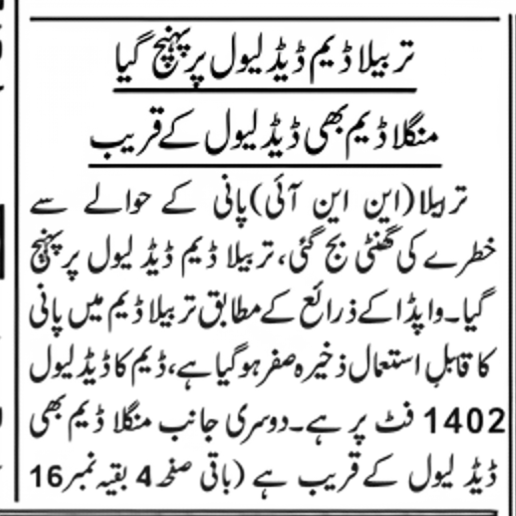 تربیلا ڈیم ڈیڈ لیول پر پہنچ گیا
منگلا ڈیم بھی ڈیڈ لیول کے قریب
تربیلا (این این آئی) پانی کے حوالے سے
خطرے کی گھنٹی بج گئی، تربیلا ڈیم ڈیڈ لیول پر پہنچ
گیا۔ واپڈا کے ذرائع کے مطابق تربیلا ڈیم میں پانی
کا قابل استعمال ذخیرہ صفر ہو گیا ہے، ڈیم کا ڈیڈ لیول
1402 فٹ پر ہے۔ دوسری جانب منگلا ڈیم بھی
ڈیڈ لیول کے قریب ہے (باقی صفحہ 4 بقیہ نمبر 16